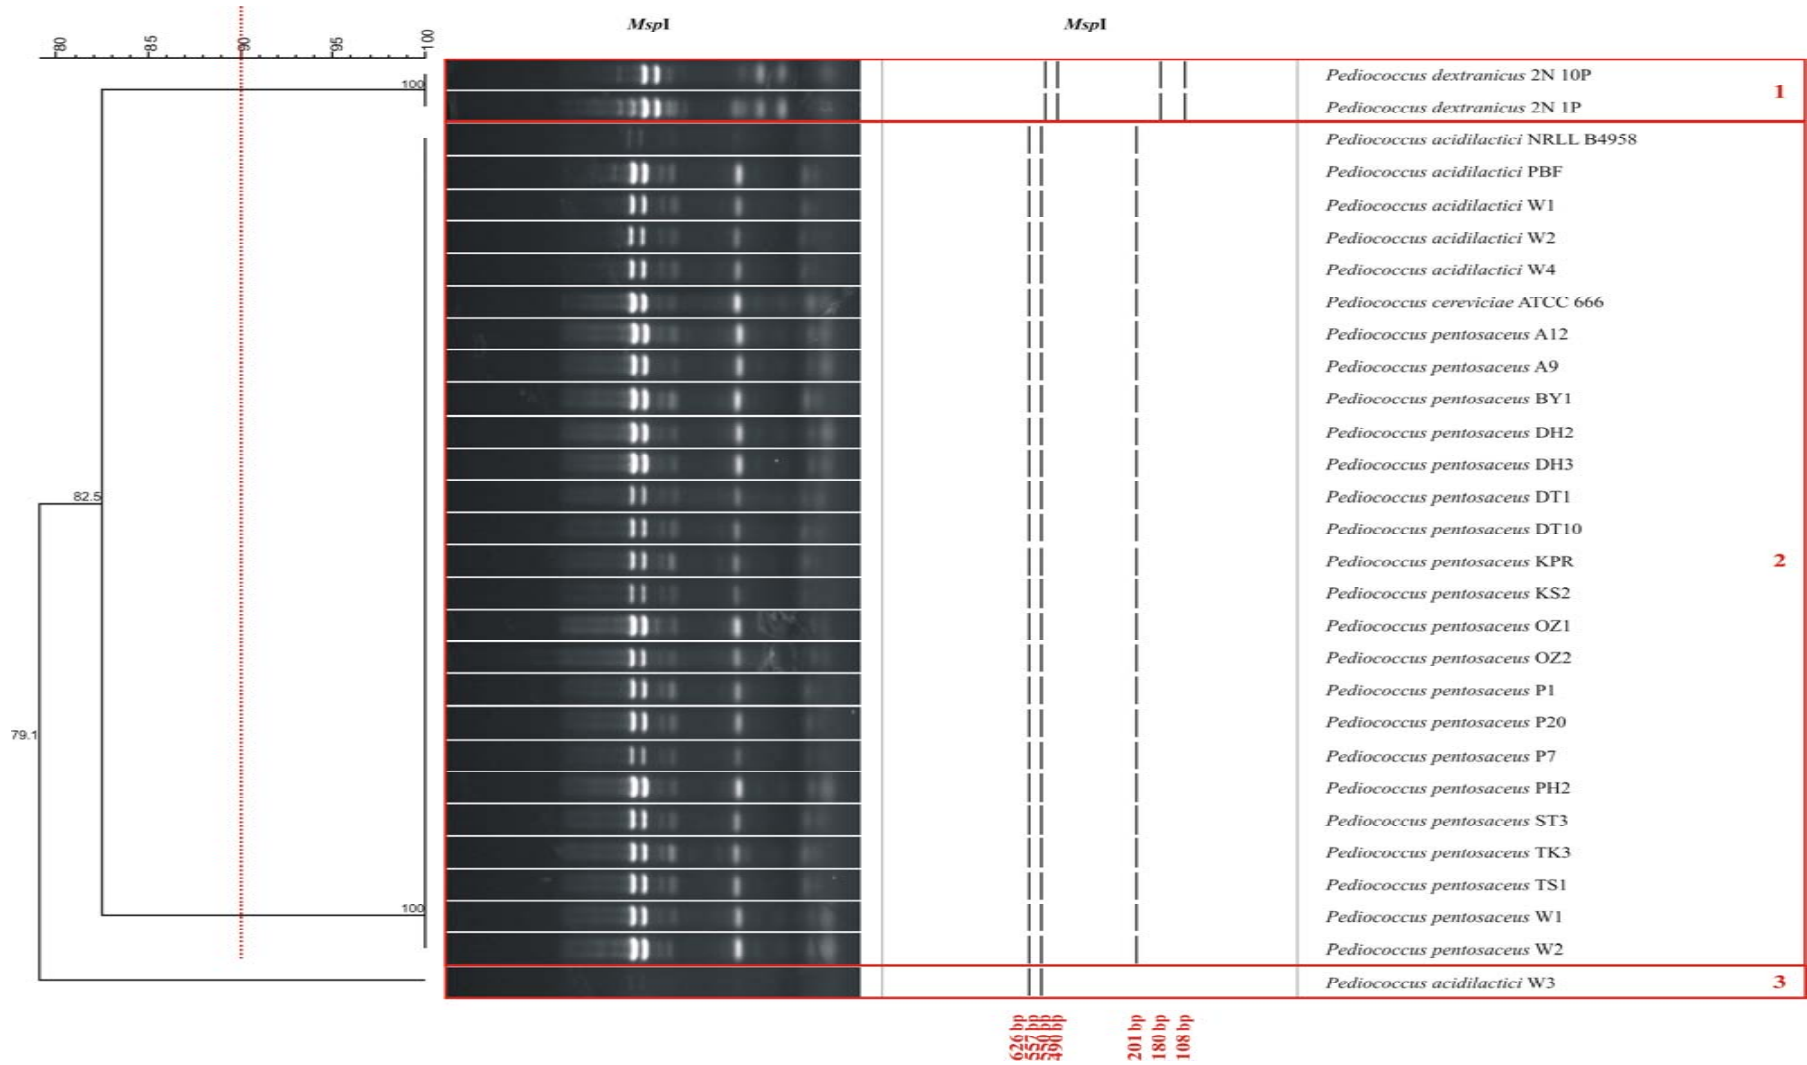 MspI MspI
80 85 90 95 100
100
Pediococcus dextranicus 2N 10P
Pediococcus dextranicus 2N 1P
1
Pediococcus acidilactici NRLL B4958
Pediococcus acidilactici PBF
Pediococcus acidilactici W1
Pediococcus acidilactici W2
Pediococcus acidilactici W4
Pediococcus cereviciae ATCC 666
Pediococcus pentosaceus A12
Pediococcus pentosaceus A9
Pediococcus pentosaceus BY1
Pediococcus pentosaceus DH2
Pediococcus pentosaceus DH3
82.5
Pediococcus pentosaceus DT1
Pediococcus pentosaceus DT10
Pediococcus pentosaceus KPR
2
Pediococcus pentosaceus KS2
Pediococcus pentosaceus OZ1
Pediococcus pentosaceus OZ2
Pediococcus pentosaceus P1
Pediococcus pentosaceus P20
79.1
Pediococcus pentosaceus P7
Pediococcus pentosaceus PH2
Pediococcus pentosaceus ST3
Pediococcus pentosaceus TK3
Pediococcus pentosaceus TS1
100
Pediococcus pentosaceus W1
Pediococcus pentosaceus W2
Pediococcus acidilactici W3
3
626 bp
557 bp
550 bp
490 bp
201 bp
180 bp
108 bp